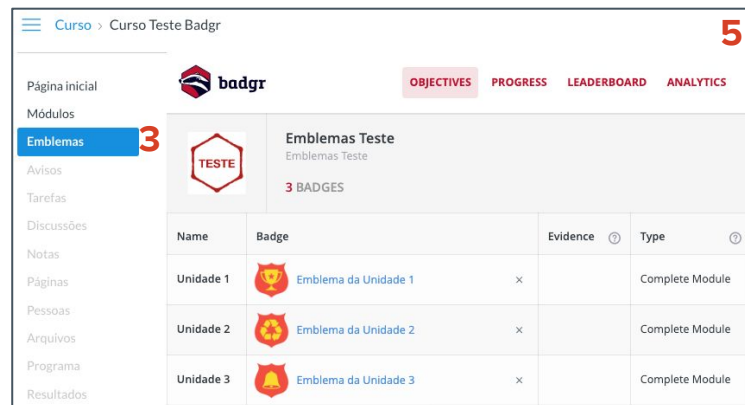 Curso > Curso Teste Badgr
5
Página inicial
Módulos
Emblemas
3
Avisos
Tarefas
Discussões
Notas
Páginas
Pessoas
Arquivos
Programa
Resultados
badgr
OBJECTIVES PROGRESS LEADERBOARD ANALYTICS
TESTE
Emblemas Teste
Emblemas Teste
3 BADGES
Name Badge Evidence ? Type ?
Unidade 1 Emblema da Unidade 1 × Complete Module
Unidade 2 Emblema da Unidade 2 × Complete Module
Unidade 3 Emblema da Unidade 3 × Complete Module